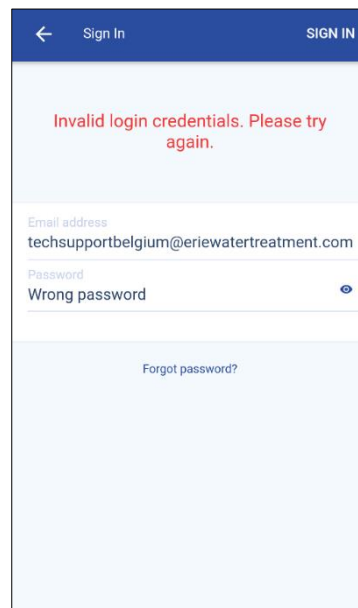 Sign In
SIGN IN
Invalid login credentials. Please try
again.
Email address
techsupportbelgium@eriewatertreatment.com
Password
Wrong password
Forgot password?